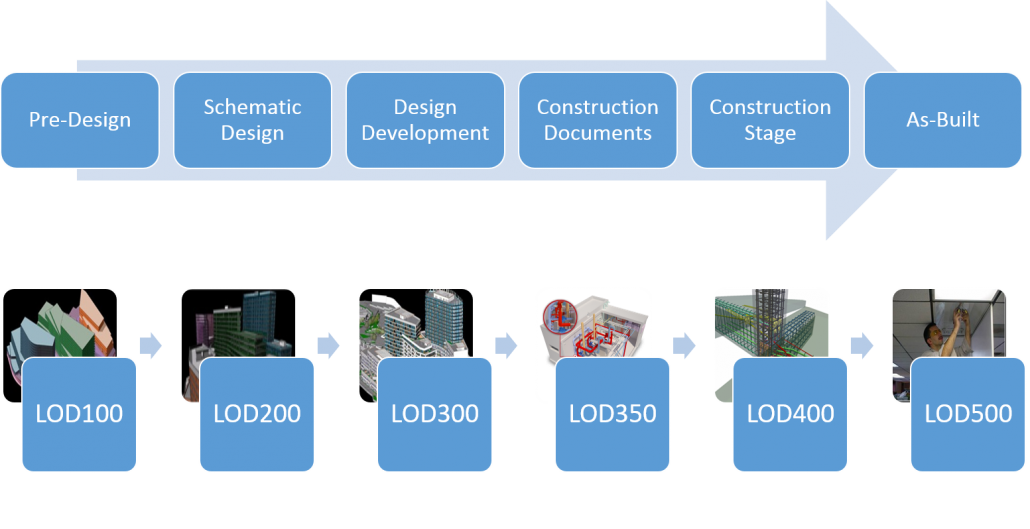 Pre-Design
Schematic
Design
Design
Development
Construction
Documents
Construction
Stage
As-Built
LOD100
LOD200
LOD300
LOD350
LOD400
LOD500